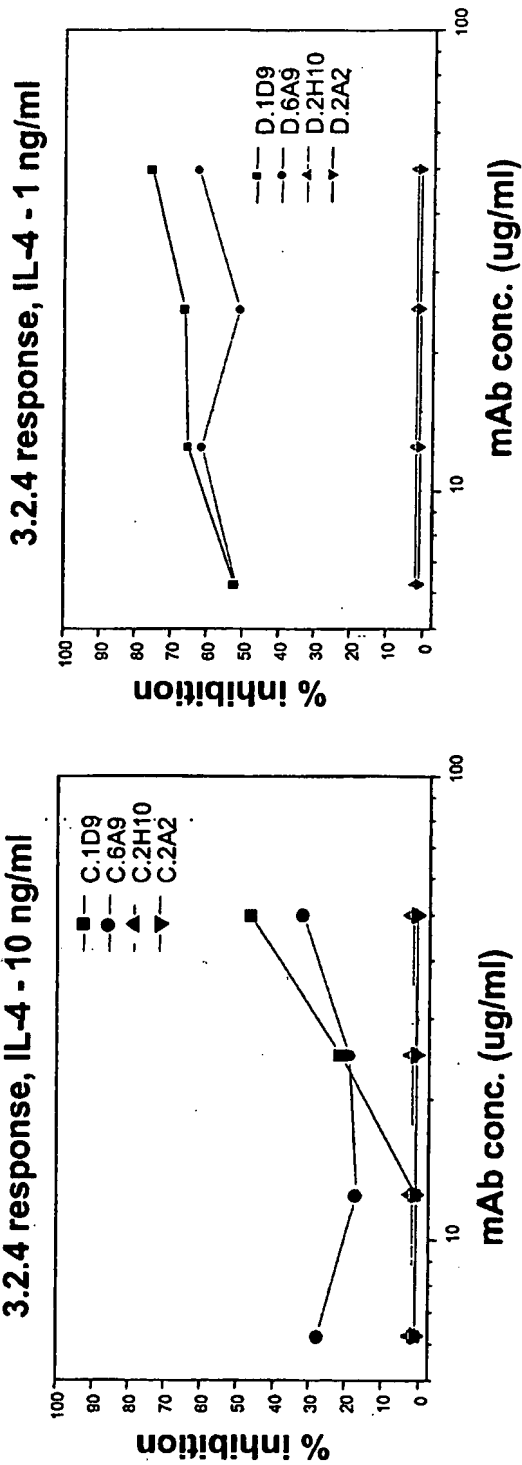 3.2.4 response, IL-4 - 10 ng/ml
% inhibition
100
90
80
70
60
50
40
30
20
10
0
C.1D9
C.6A9
C.2H10
C.2A2
10
100
mAb conc. (ug/ml)
3.2.4 response, IL-4 - 1 ng/ml
% inhibition
100
90
80
70
60
50
40
30
20
10
0
D.1D9
D.6A9
D.2H10
D.2A2
10
100
mAb conc. (ug/ml)